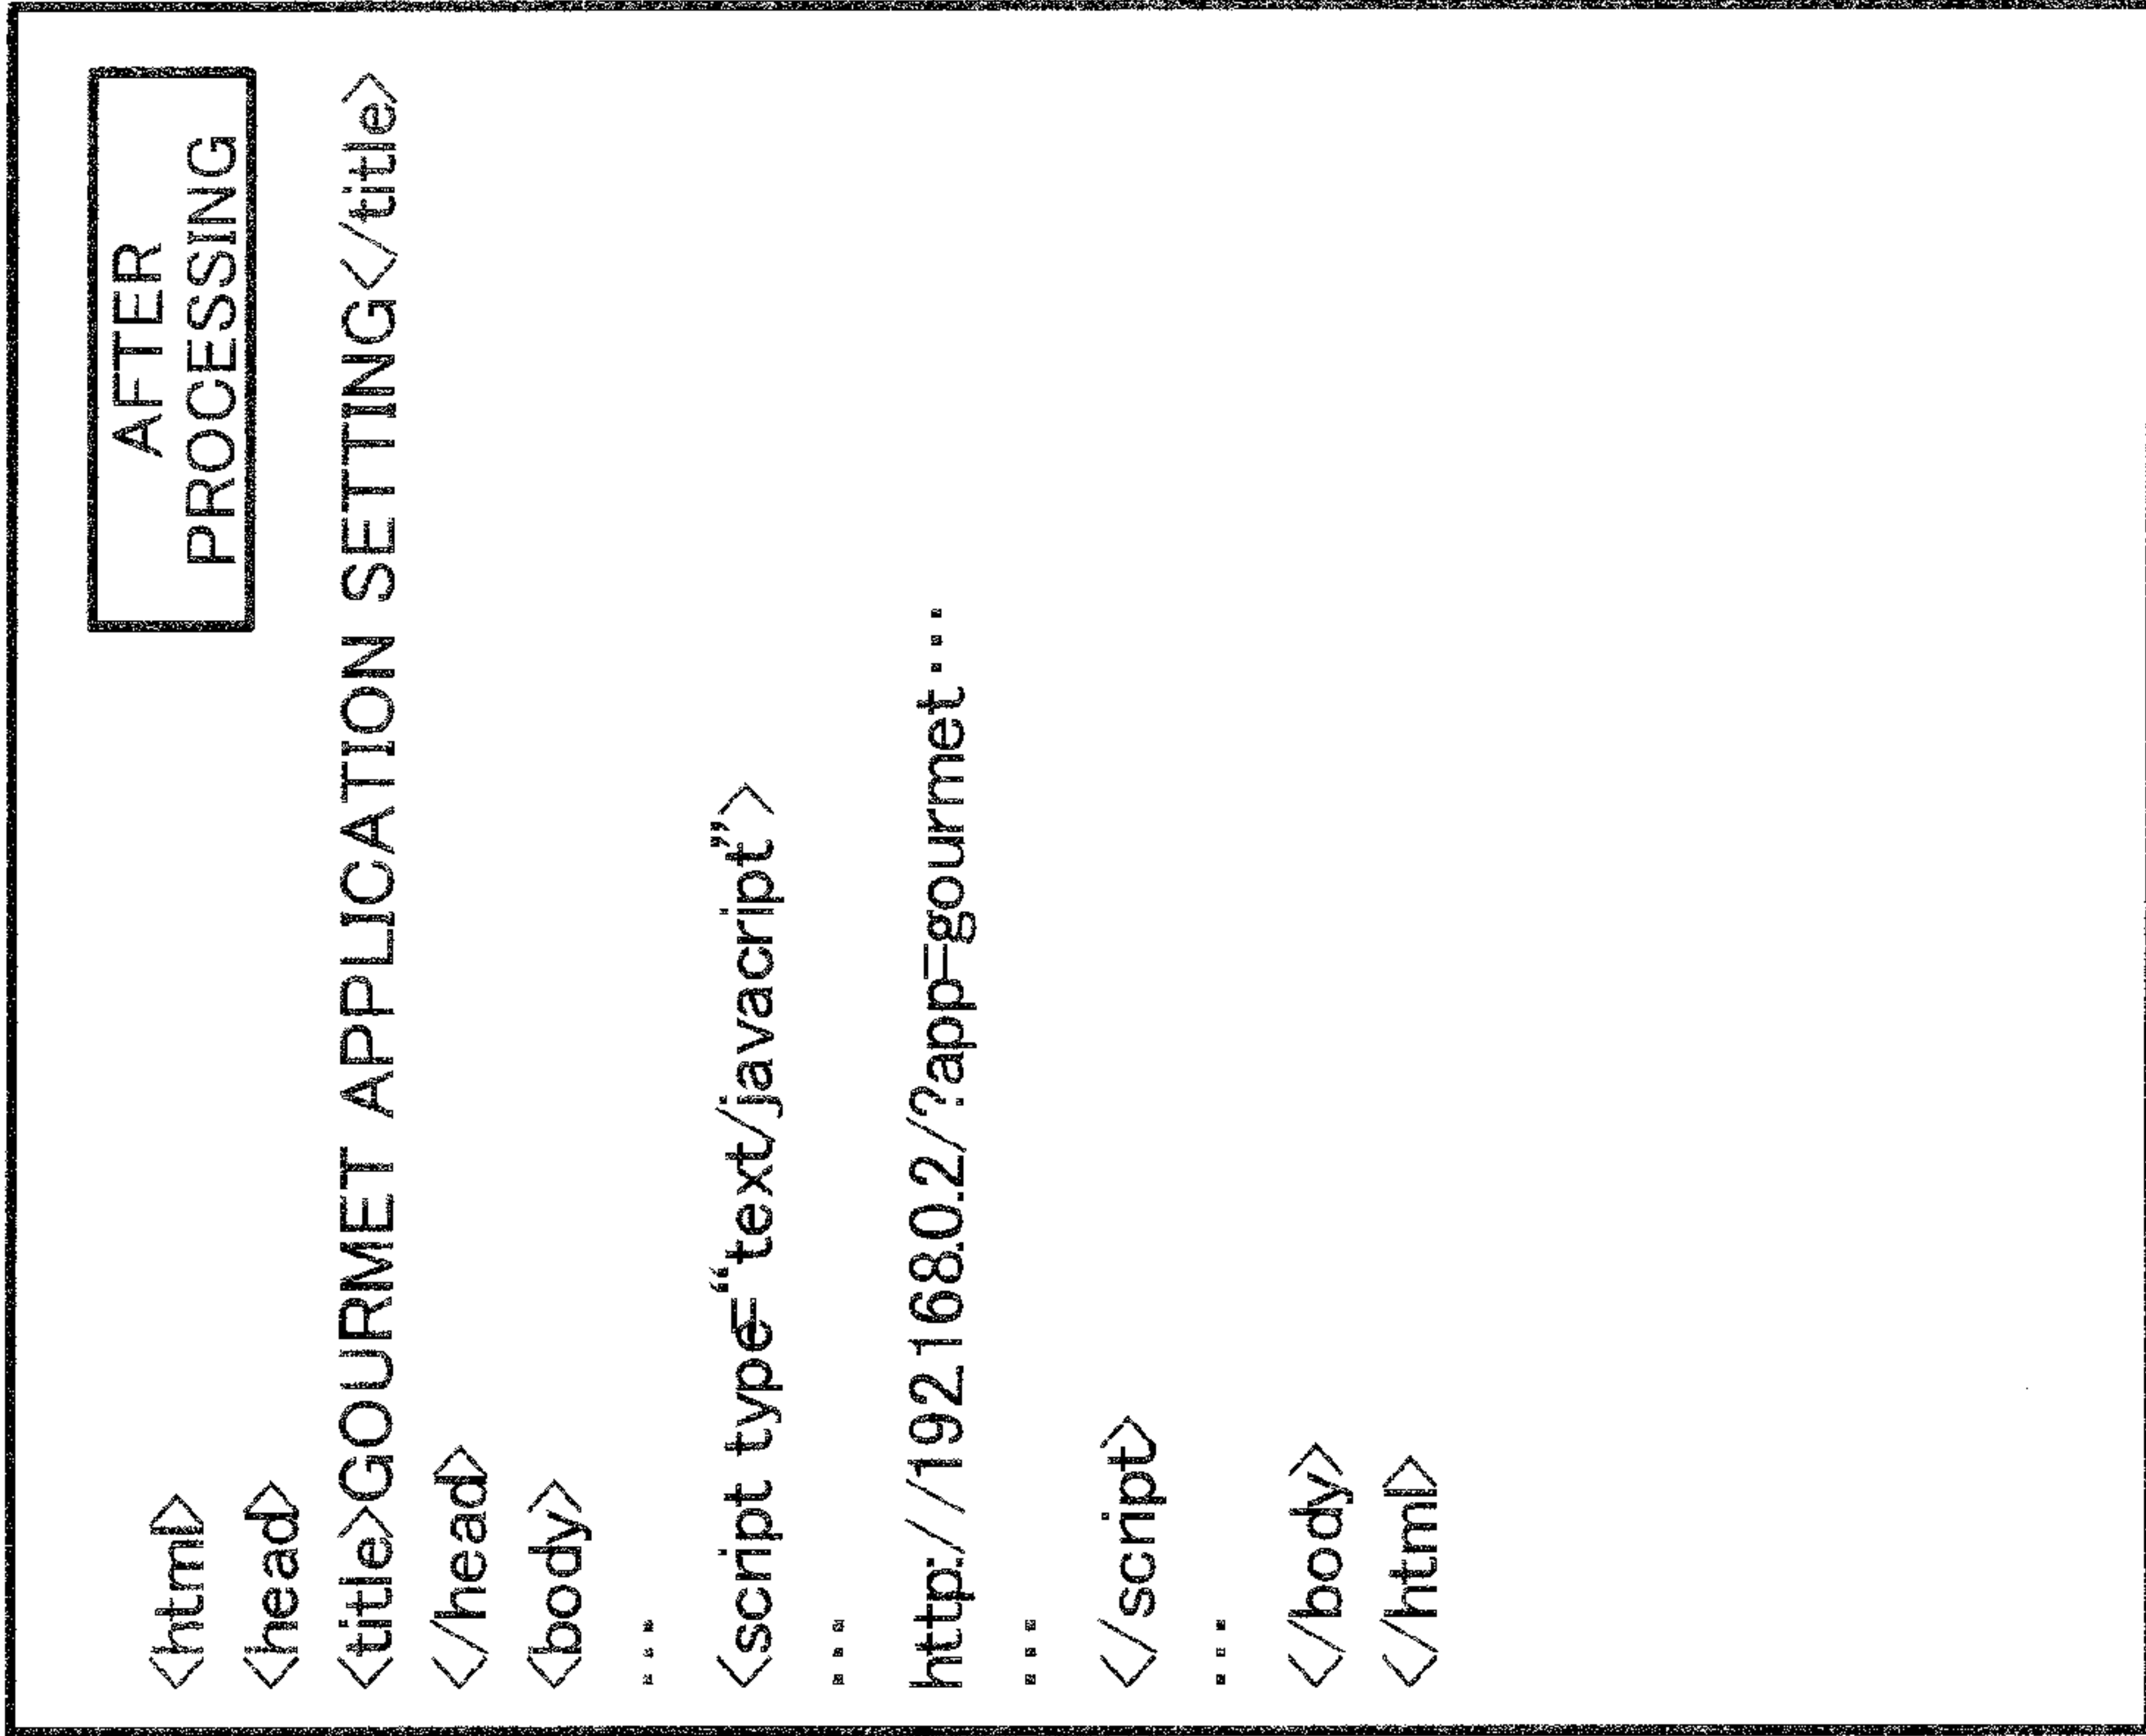 AFTER
PROCESSING
<html>
<head>
<title>GOURMET APPLICATION SETTING</title>
</head>
<body>
...
<script type=“text/javacript”>
...
http://192.168.0.2/?app=gourmet...
...
</script>
...
</body>
</html>